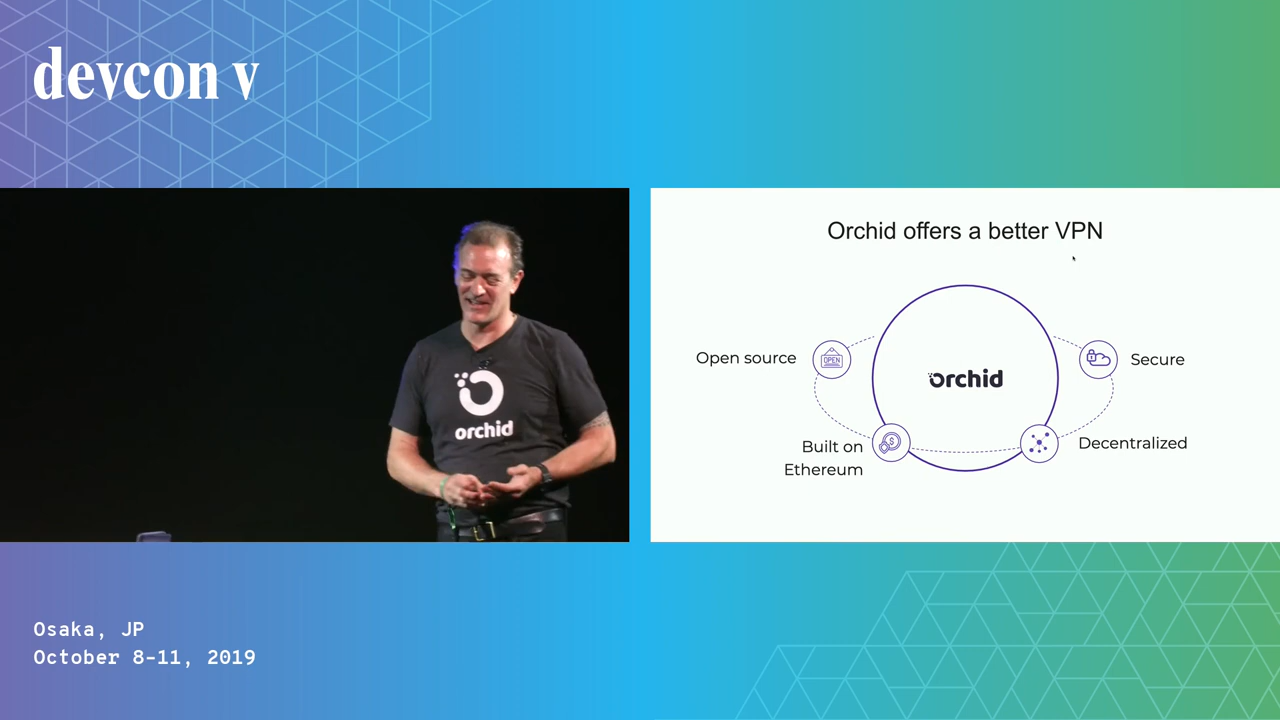 devcon v
orchid
Orchid offers a better VPN
Open source
OPEN
orchid
Secure
$
Built on
Ethereum
Decentralized
Osaka, JP
October 8-11, 2019